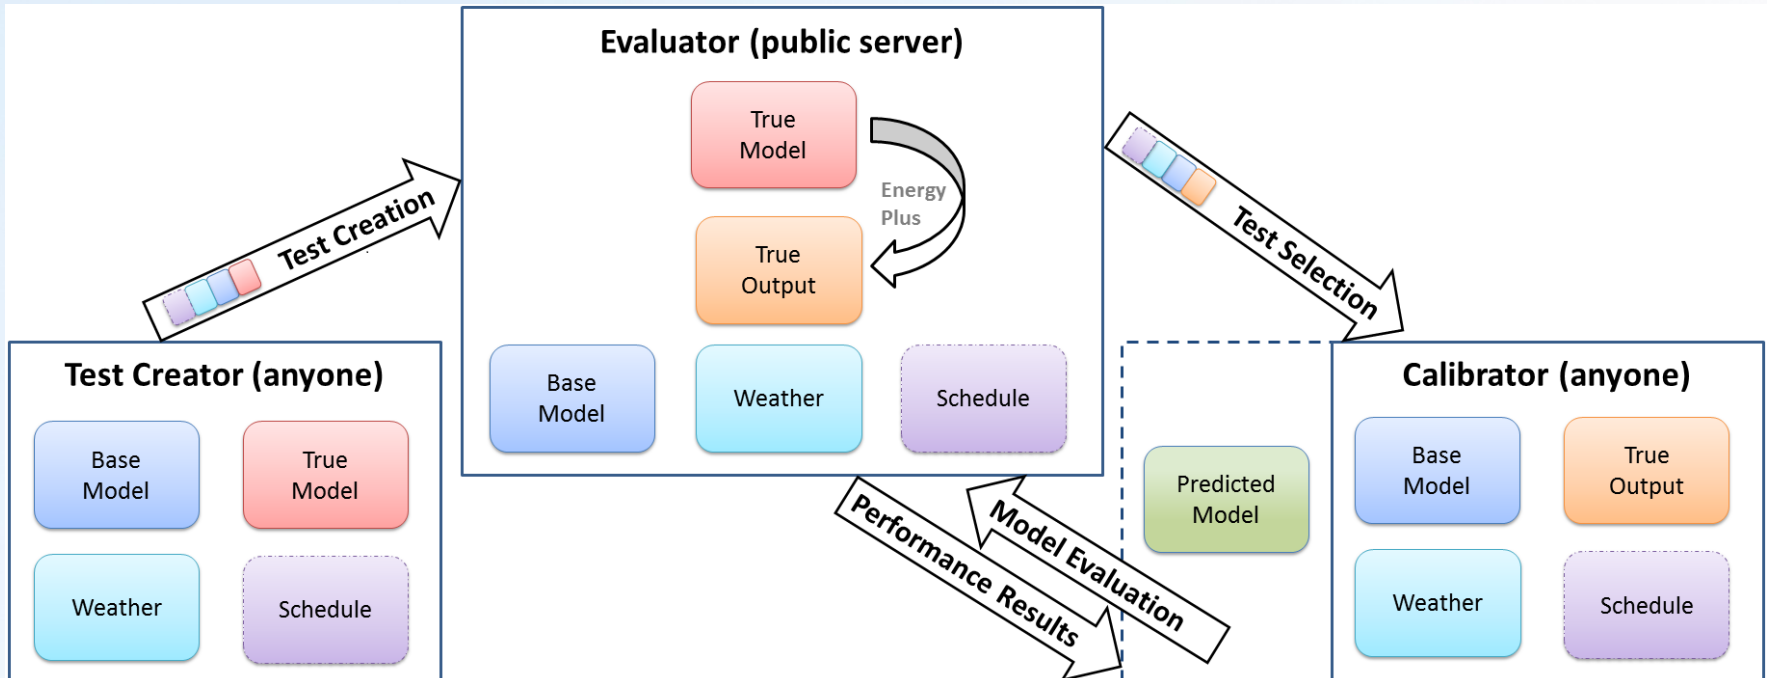 Evaluator (public server)
True
Model
Energy
Plus
True
Output
Base
Model
Weather
Schedule
Test Creation
Test Selection
Test Creator (anyone)
Base
Model
True
Model
Weather
Schedule
Performance Results
Model Evaluation
Predicted
Model
Calibrator (anyone)
Base
Model
True
Output
Weather
Schedule